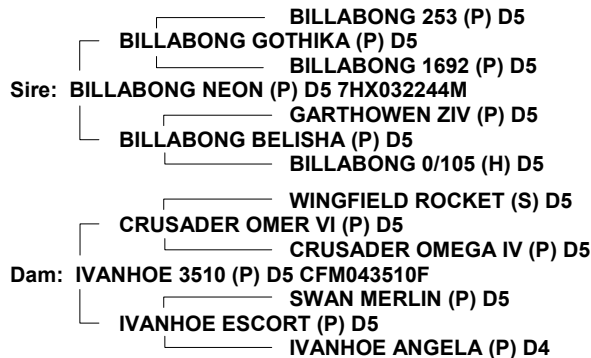 BILLABONG 253 (P) D5
BILLABONG GOTHIKA (P) D5
BILLABONG 1692 (P) D5
Sire: BILLABONG NEON (P) D5 7HX032244M
GARTHOWEN ZIV (P) D5
BILLABONG BELISHA (P) D5
BILLABONG 0/105 (H) D5
WINGFIELD ROCKET (S) D5
CRUSADER OMER VI (P) D5
CRUSADER OMEGA IV (P) D5
Dam: IVANHOE 3510 (P) D5 CFM043510F
SWAN MERLIN (P) D5
IVANHOE ESCORT (P) D5
IVANHOE ANGELA (P) D4